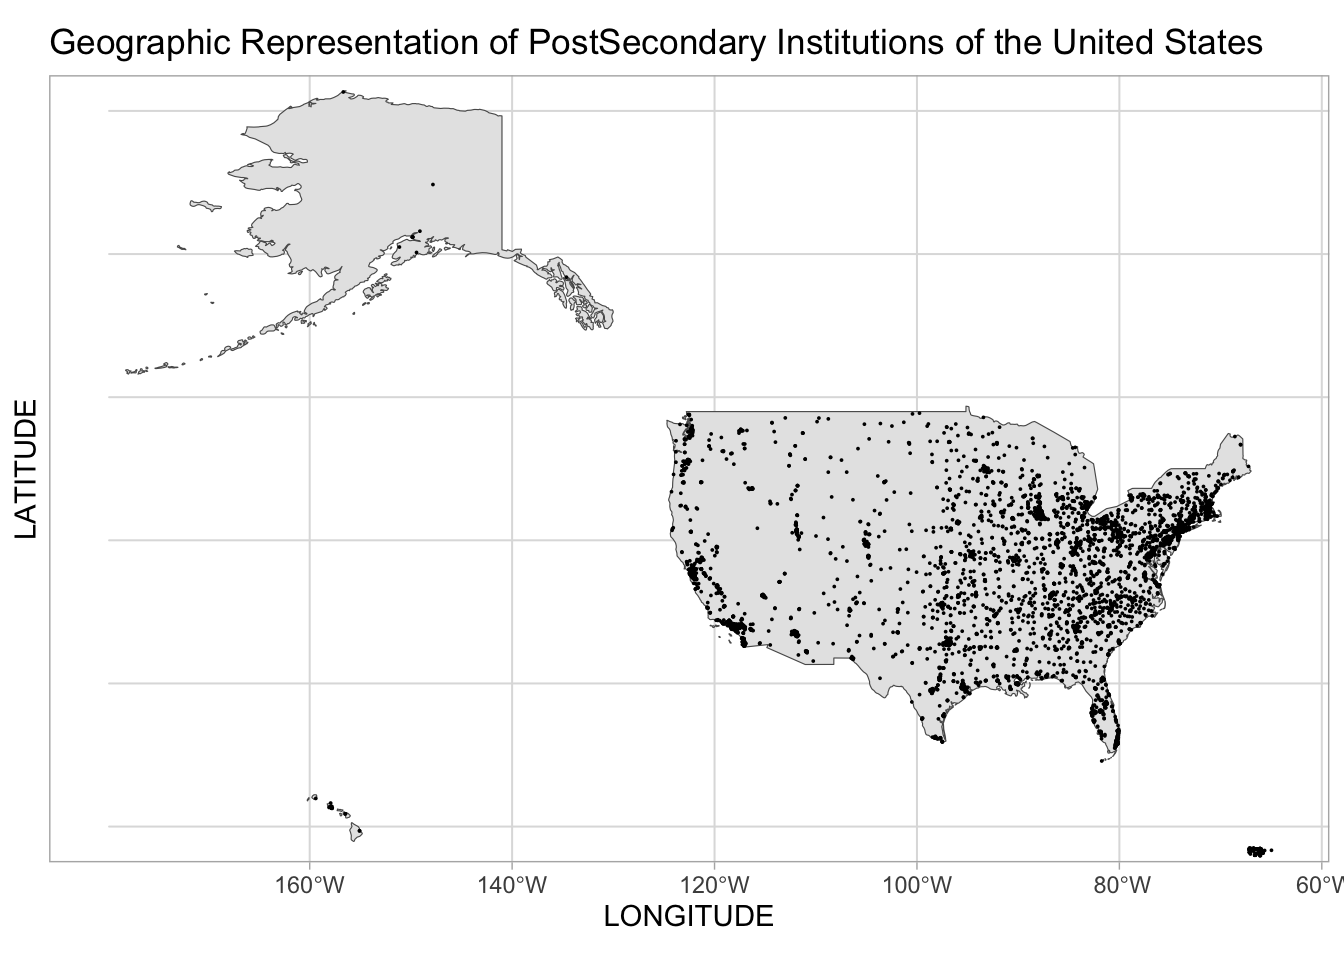 Geographic Representation of PostSecondary Institutions of the United States
LATITUDE
160°W 140°W 120°W 100°W 80°W 60°W
LONGITUDE